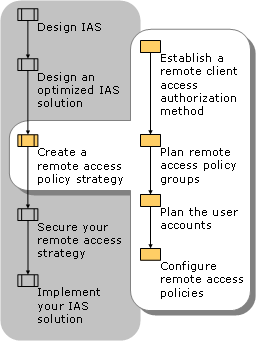 Design IAS
Design an
optimized IAS
solution
Create a
remote access
policy strategy
Secure your
remote access
strategy
Implement
your IAS
solution
Establish a
remote client
access
authorization
method
Plan remote
access policy
groups
Plan the user
accounts
Configure
remote access
policies